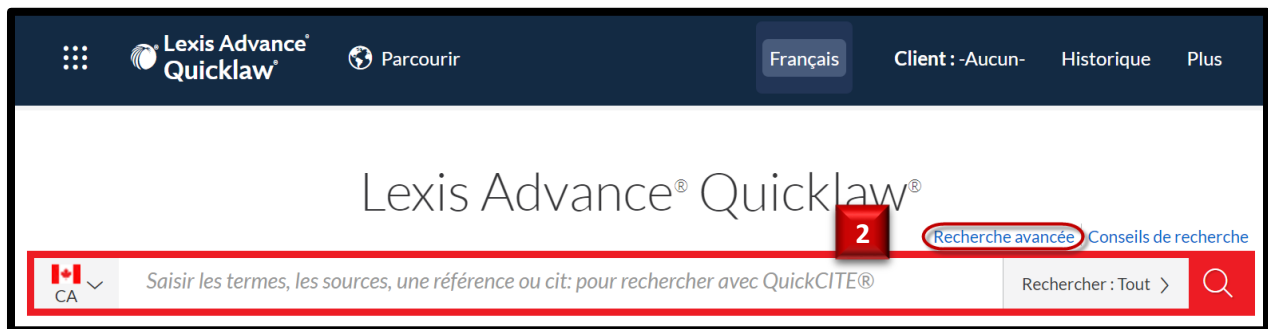 Lexis Advance®
Quicklaw®
Parcourir
Français
Client : -Aucun-
Historique
Plus
Lexis Advance® Quicklaw®
2
Recherche avancée Conseils de recherche
CA
Saisir les termes, les sources, une référence ou cit: pour rechercher avec QuickCITE®
Rechercher : Tout